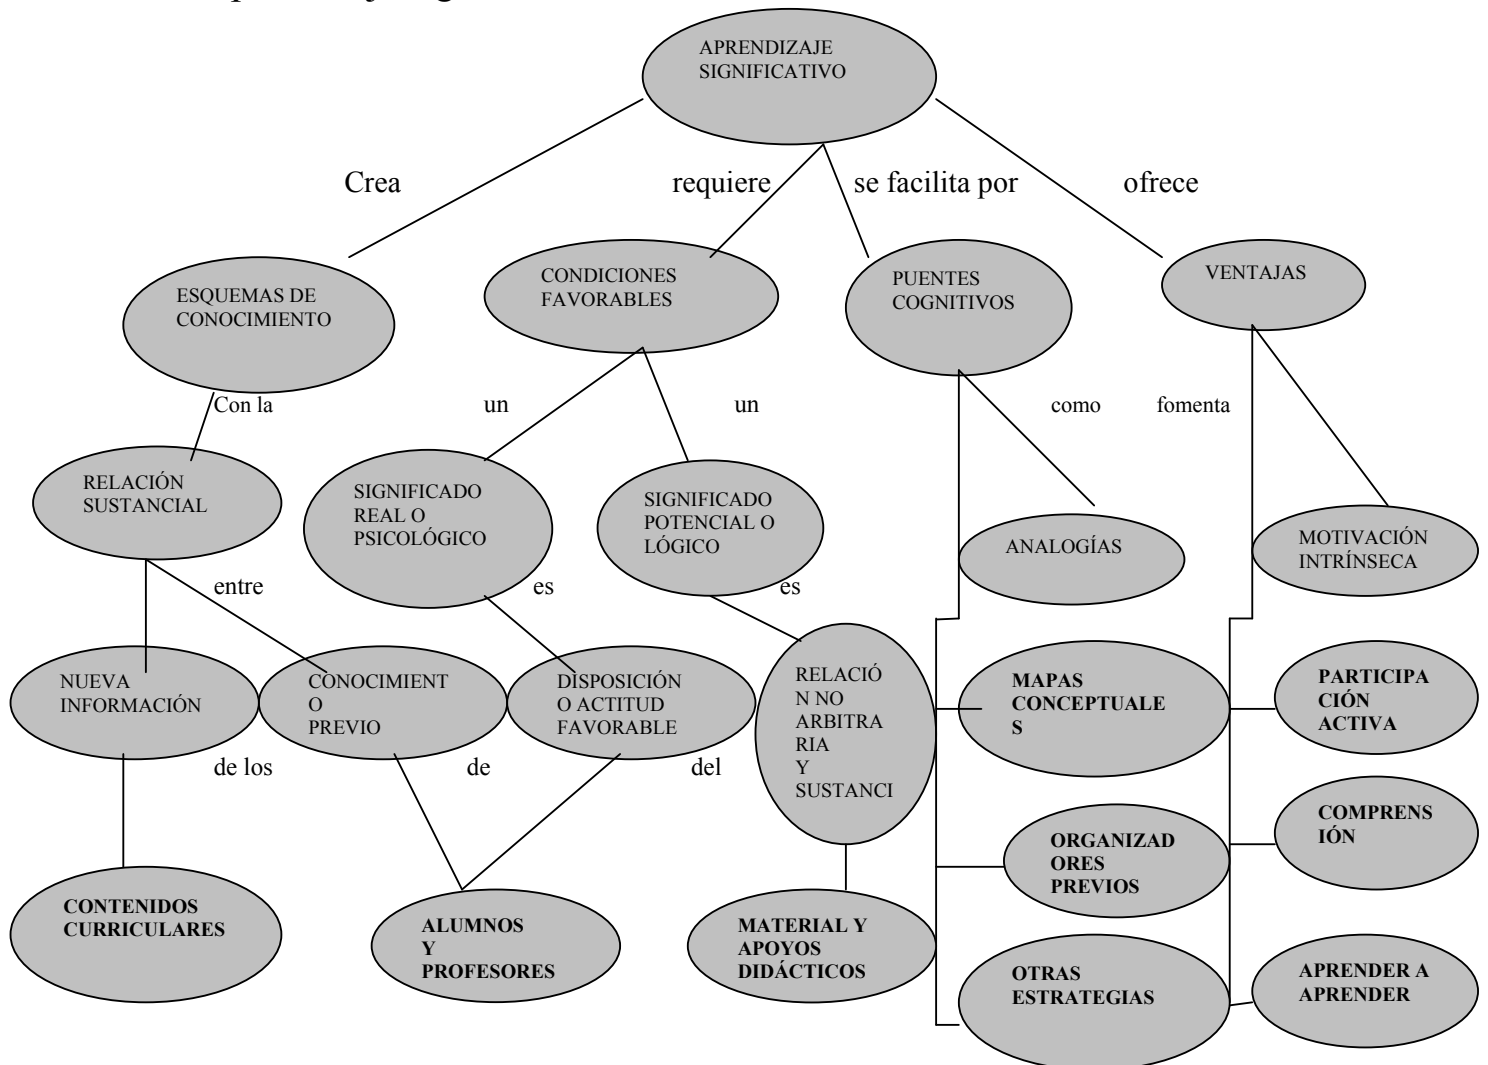 APRENDIZAJE
SIGNIFICATIVO
Crea
requiere
se facilita por
ofrece
ESQUEMAS DE
CONOCIMIENTO
CONDICIONES
FAVORABLES
PUENTES
COGNITIVOS
VENTAJAS
Con la
un
un
como
fomenta
RELACIÓN
SUSTANCIAL
SIGNIFICADO
REAL O
PSICOLÓGICO
SIGNIFICADO
POTENCIAL O
LÓGICO
ANALOGÍAS
MOTIVACIÓN
INTRÍNSECA
entre
es
es
NUEVA
INFORMACIÓN
CONOCIMIENT
O
PREVIO
DISPOSICIÓN
O ACTITUD
FAVORABLE
RELACIÓ
N NO
ARBITRA
RIA
Y
SUSTANCI
MAPAS
CONCEPTUALE
S
PARTICIPA
CIÓN
ACTIVA
de los
de
del
ORGANIZAD
ORES
PREVIOS
COMPRENS
IÓN
CONTENIDOS
CURRICULARES
ALUMNOS
Y
PROFESORES
MATERIAL Y
APOYOS
DIDÁCTICOS
OTRAS
ESTRATEGIAS
APRENDER A
APRENDER